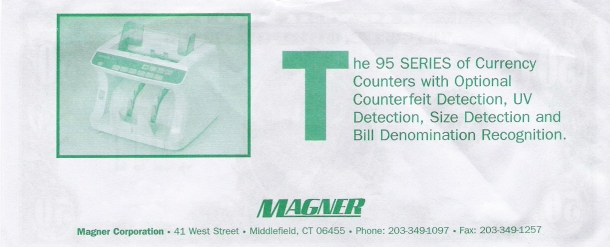 The 95 SERIES of Currency
Counters with Optional
Counterfeit Detection, UV
Detection, Size Detection and
Bill Denomination Recognition.
MAGNER
Magner Corporation • 41 West Street • Middlefield, CT 06455 • Phone: 203-349-1097 • Fax: 203-349-1257